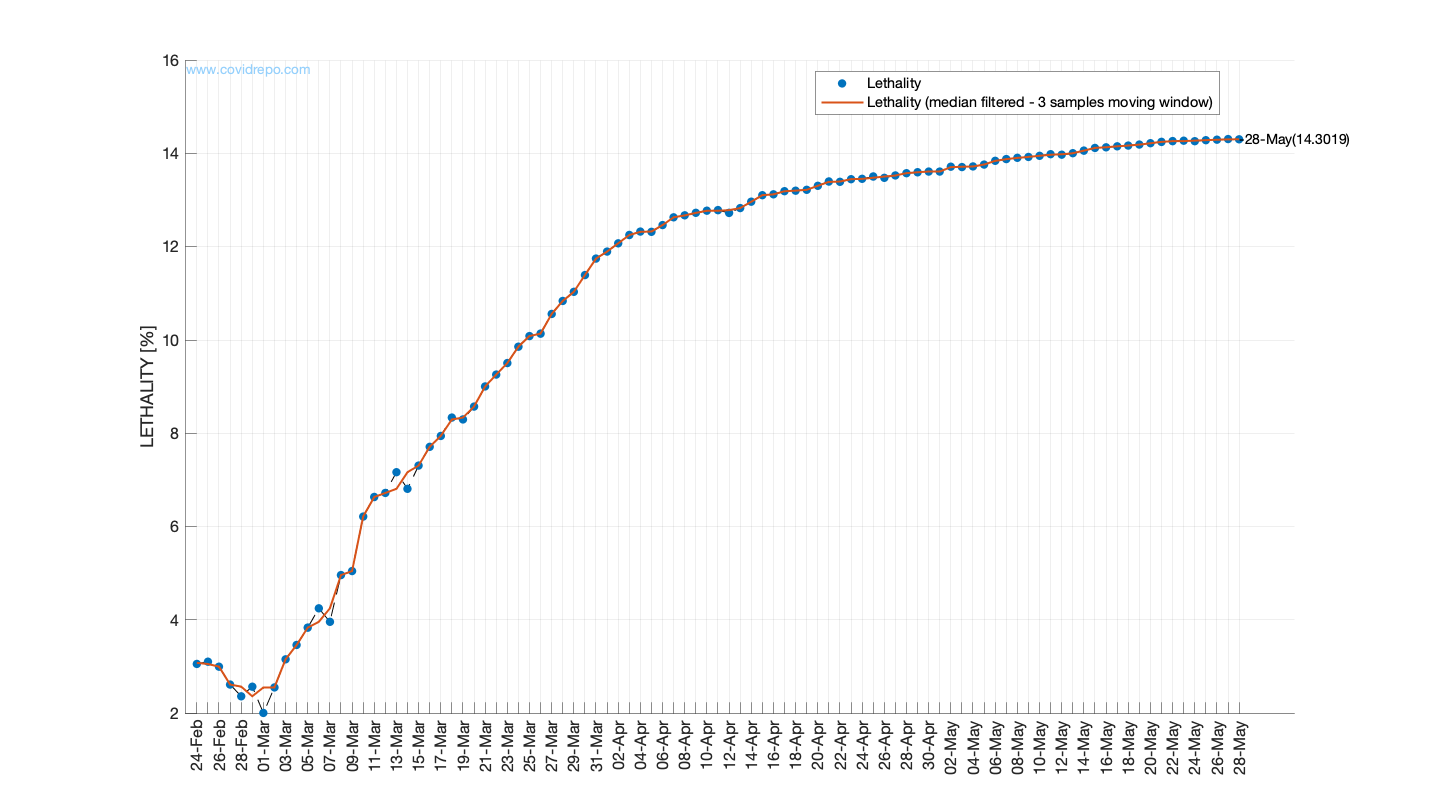 www.covidrepo.com
Lethality
Lethality (median filtered - 3 samples moving window)
28-May(14.3019)
LETHALITY [%]
16
14
12
10
8
6
4
2
24-Feb
26-Feb
28-Feb
01-Mar
03-Mar
05-Mar
07-Mar
09-Mar
11-Mar
13-Mar
15-Mar
17-Mar
19-Mar
21-Mar
23-Mar
25-Mar
27-Mar
29-Mar
31-Mar
02-Apr
04-Apr
06-Apr
08-Apr
10-Apr
12-Apr
14-Apr
16-Apr
18-Apr
20-Apr
22-Apr
24-Apr
26-Apr
28-Apr
30-Apr
02-May
04-May
06-May
08-May
10-May
12-May
14-May
16-May
18-May
20-May
22-May
24-May
26-May
28-May